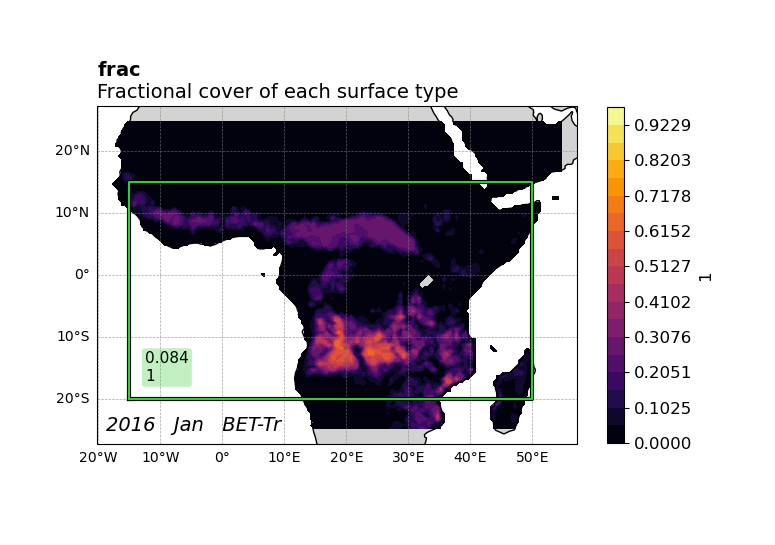 frac
Fractional cover of each surface type
20°N
10°N
0°
10°S
20°S
20°W 10°W 0° 10°E 20°E 30°E 40°E 50°E
0.084
1
2016 Jan BET-Tr
0.9229
0.8203
0.7178
0.6152
0.5127
0.4102
0.3076
0.2051
0.1025
0.0000
1